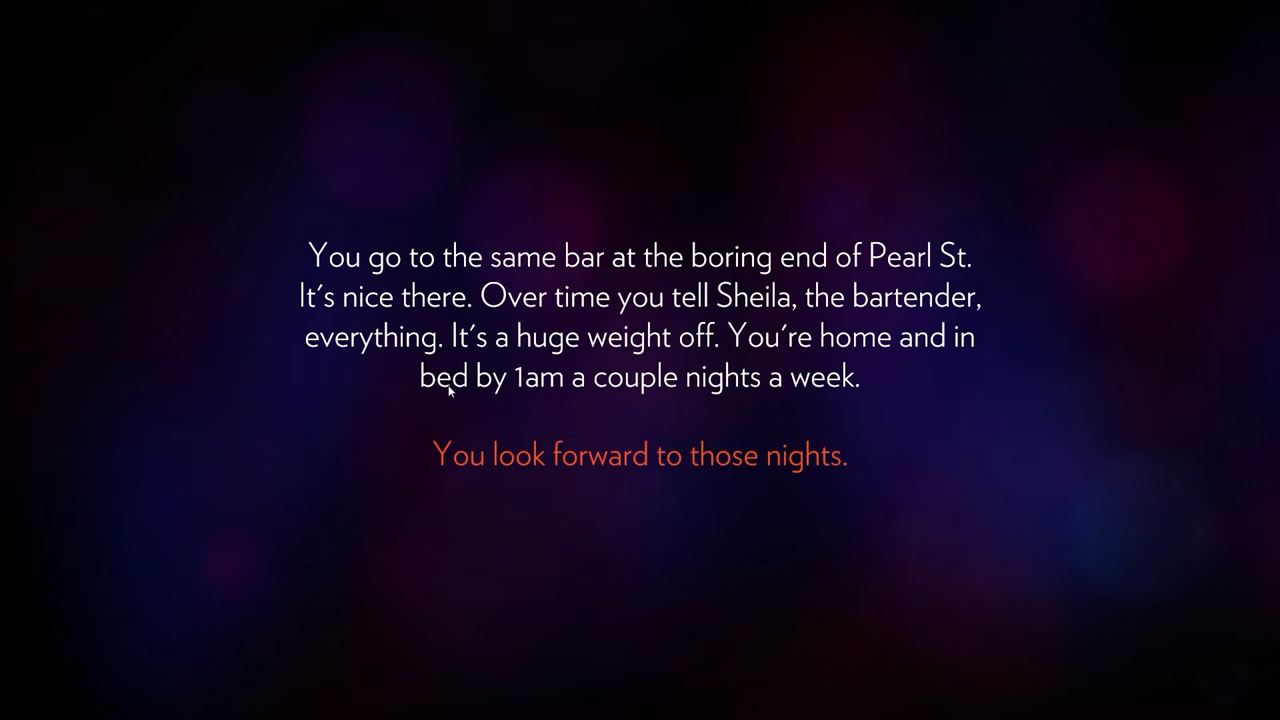 You go to the same bar at the boring end of Pearl St.
It's nice there. Over time you tell Sheila, the bartender,
everything. It's a huge weight off. You're home and in
bed by 1am a couple nights a week.
You look forward to those nights.